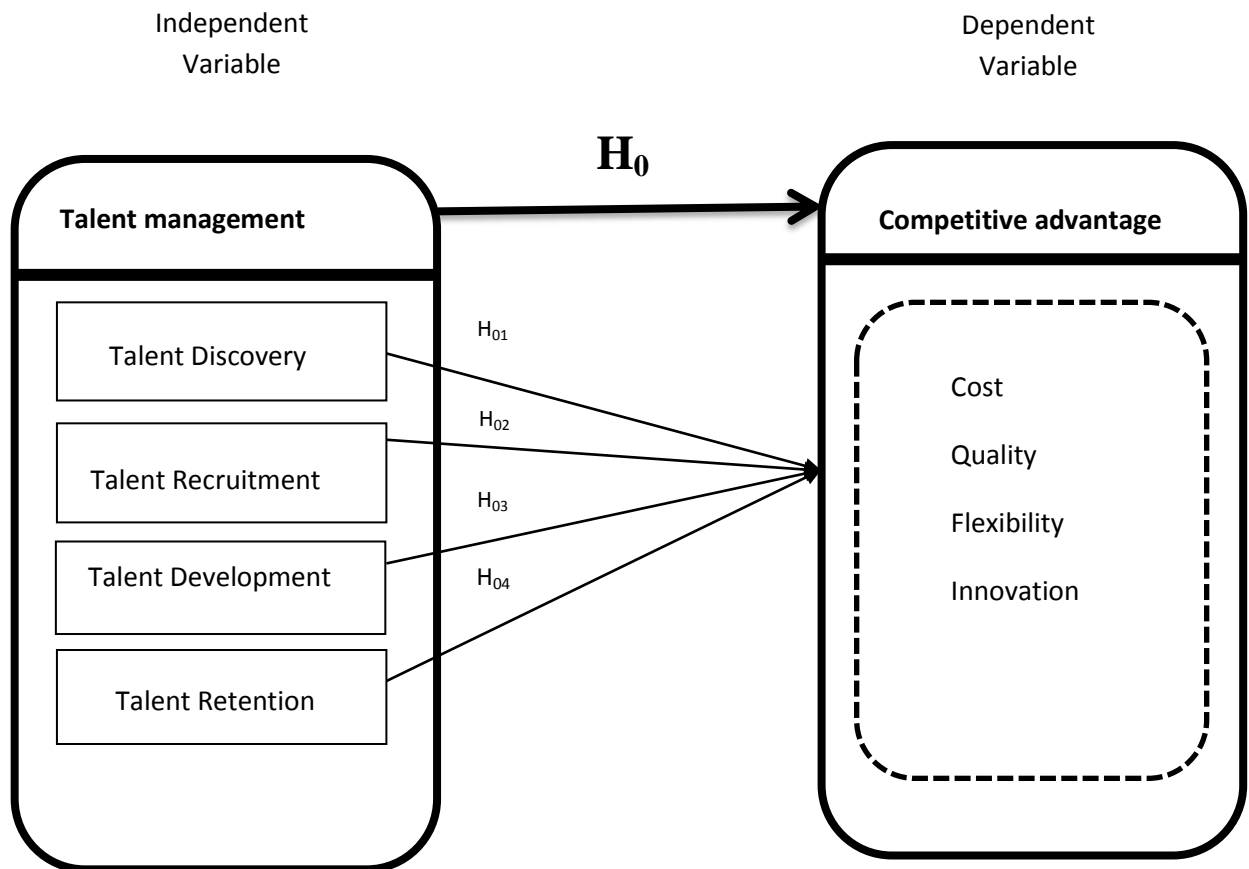 Independent
Variable
Dependent
Variable
H₀
Talent management
Competitive advantage
Talent Discovery
Talent Recruitment
Talent Development
Talent Retention
H₀₁
H₀₂
H₀₃
H₀₄
Cost
Quality
Flexibility
Innovation